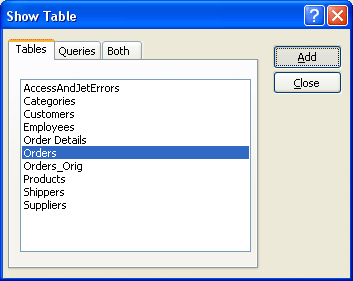 Show Table
Tables Queries Both
Add
Close
AccessAndJetErrors
Categories
Customers
Employees
Order Details
Orders
Orders_Orig
Products
Shippers
Suppliers